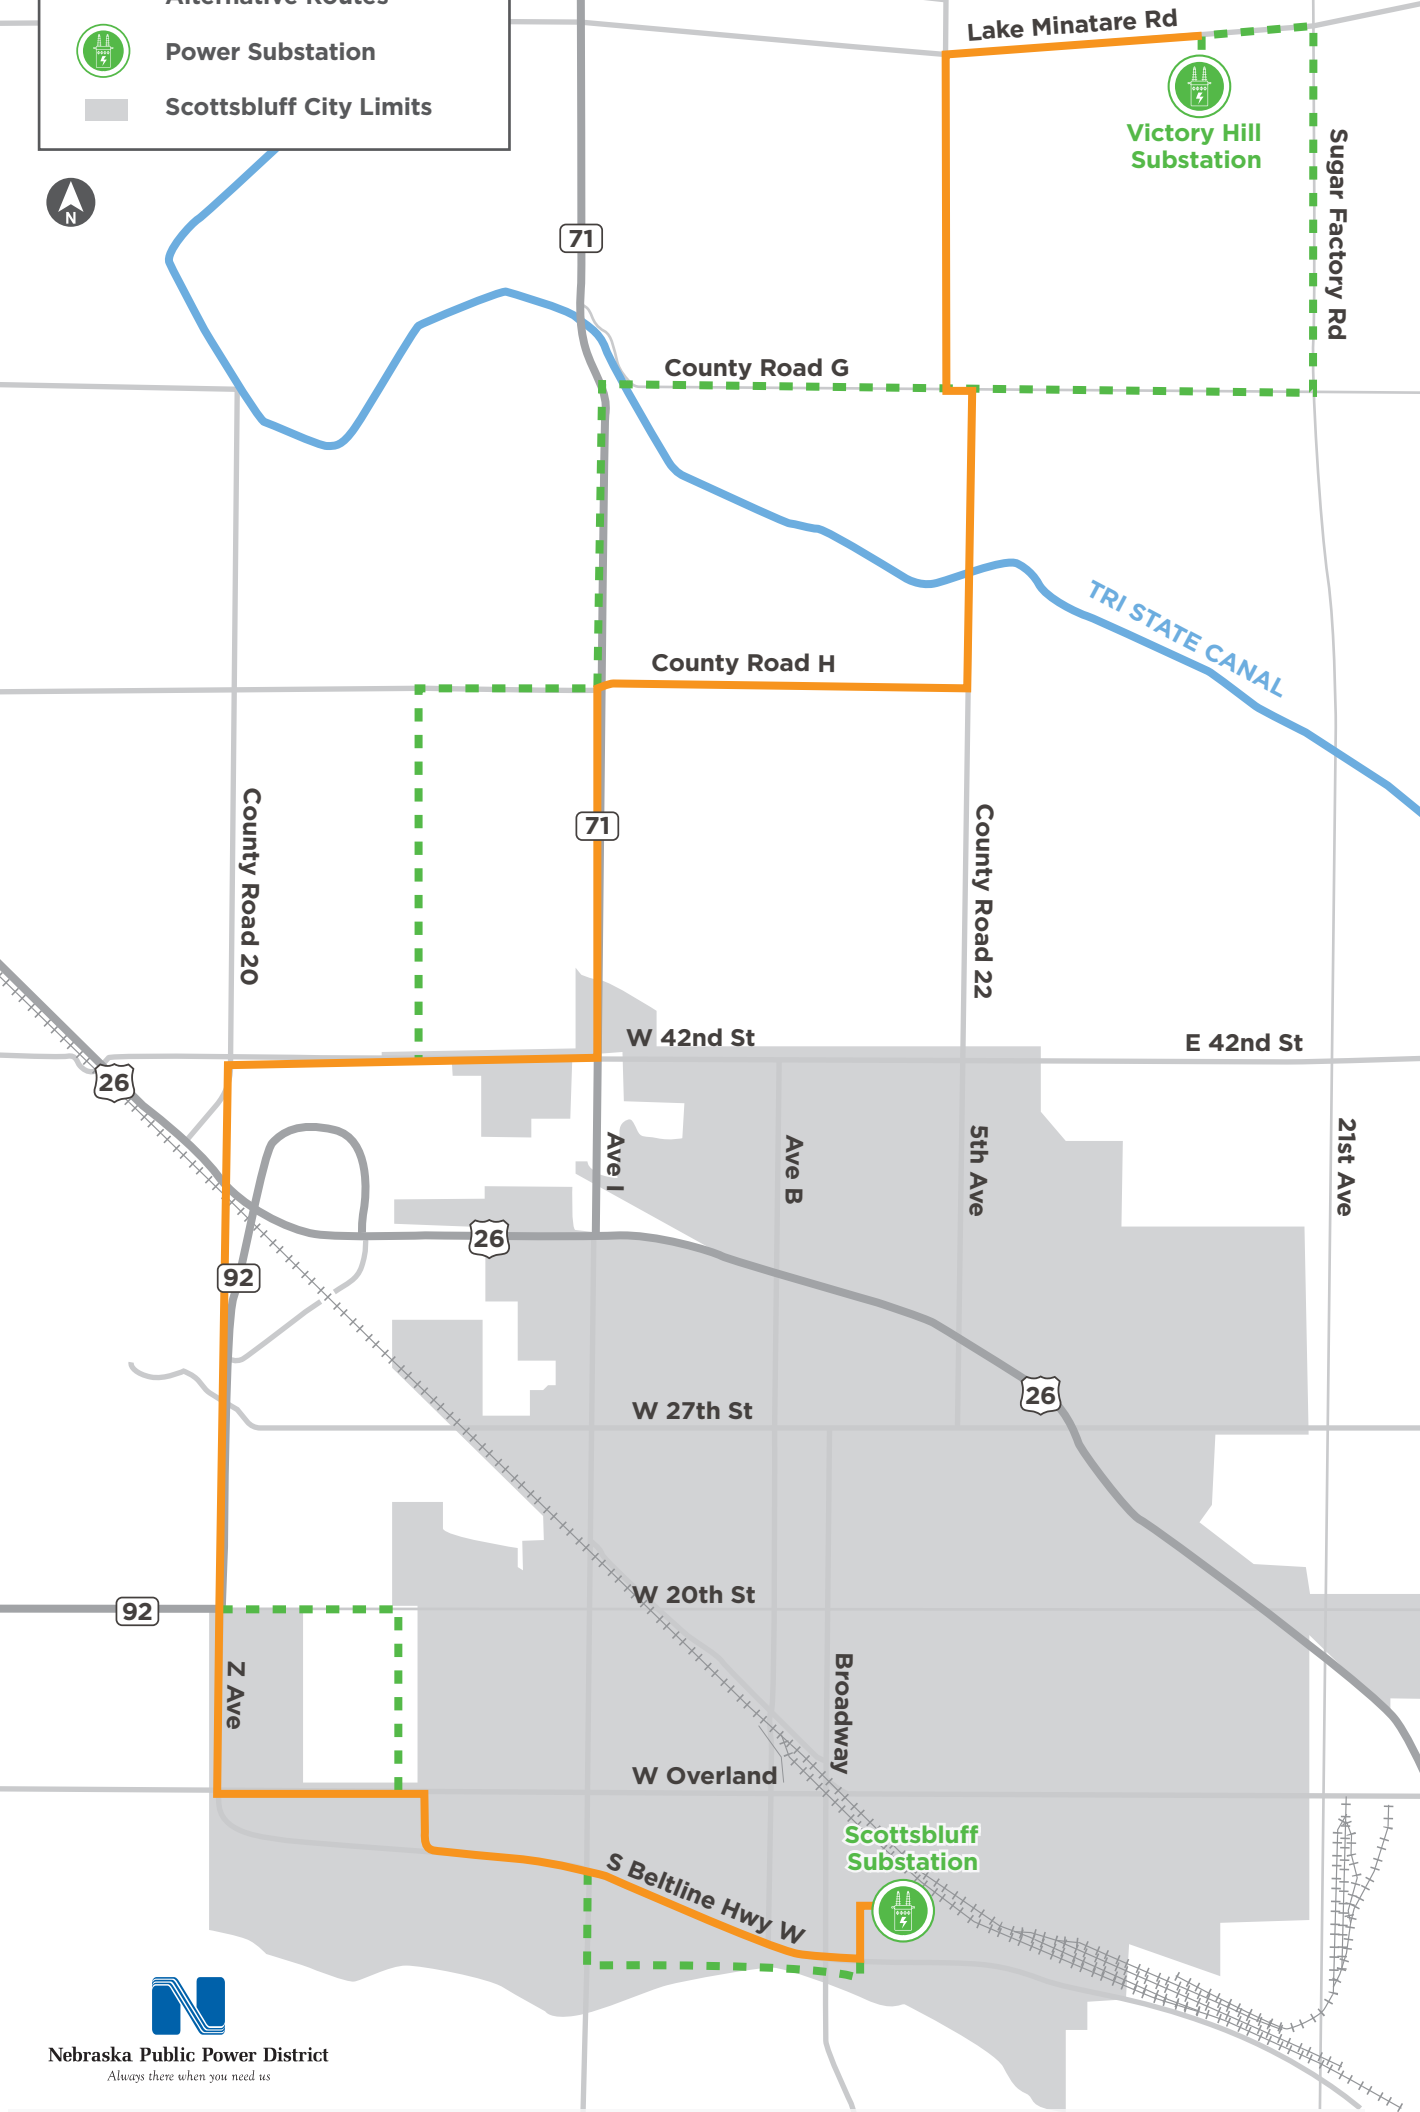 Alternative Routes
Power Substation
Scottsbluff City Limits
N
Lake Minatare Rd
Victory Hill
Substation
Sugar Factory Rd
71
County Road G
TRI STATE CANAL
County Road H
County Road 20
71
County Road 22
W 42nd St
E 42nd St
26
Ave I
Ave B
5th Ave
21st Ave
26
92
26
W 27th St
W 20th St
92
Z Ave
Broadway
W Overland
Scottsbluff
Substation
S Beltline Hwy W
Nebraska Public Power District
Always there when you need us